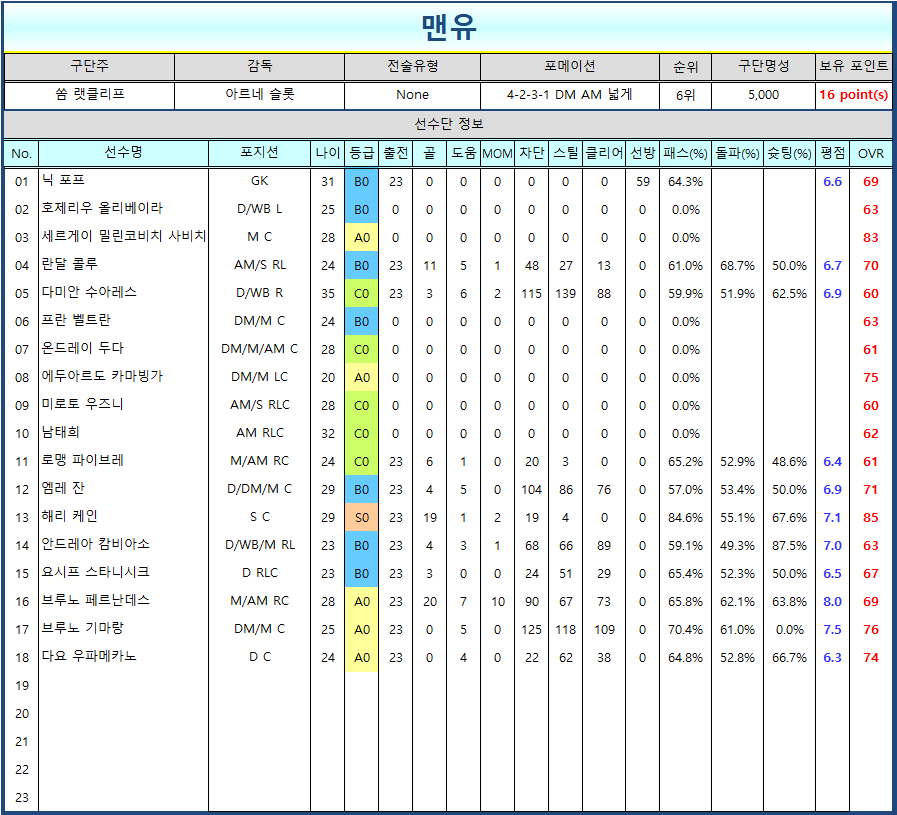 맨유
구단주 감독 전술유형 포메이션 순위 구단명성 보유 포인트
쏨 랫클리프 아르네 슬롯 None 4-2-3-1 DM AM 넓게 6위 5,000 16 point(s)
선수단 정보
No. 선수명 포지션 나이 등급 출전 골 도움 MOM 차단 스틸 클리어 선방 패스(%) 돌파(%) 슛팅(%) 평점 OVR
01 닉 포프 GK 31 B0 23 0 0 0 0 0 0 59 64.3% 6.6 69
02 호제리우 올리베이라 D/WB L 25 B0 0 0 0 0 0 0 0 0 0.0% 63
03 세르게이 밀린코비치 사비치 M C 28 A0 0 0 0 0 0 0 0 0 0.0% 83
04 란달 콜루 AM/S RL 24 B0 23 11 5 1 48 27 13 0 61.0% 68.7% 50.0% 6.7 70
05 다미안 수아레스 D/WB R 35 C0 23 3 6 2 115 139 88 0 59.9% 51.9% 62.5% 6.9 60
06 프란 벨트란 DM/M C 24 B0 0 0 0 0 0 0 0 0 0.0% 63
07 온드레이 두다 DM/M/AM C 28 C0 0 0 0 0 0 0 0 0 0.0% 61
08 에두아르도 카마빙가 DM/M LC 20 A0 0 0 0 0 0 0 0 0 0.0% 75
09 미로토 우즈니 AM/S RLC 28 C0 0 0 0 0 0 0 0 0 0.0% 60
10 남태희 AM RLC 32 C0 0 0 0 0 0 0 0 0 0.0% 62
11 로맹 파이브레 M/AM RC 24 C0 23 6 1 0 20 3 0 0 65.2% 52.9% 48.6% 6.4 61
12 엠레 잔 D/DM/M C 29 B0 23 4 5 0 104 86 76 0 57.0% 53.4% 50.0% 6.9 71
13 해리 케인 S C 29 S0 23 19 1 2 19 4 0 0 84.6% 55.1% 67.6% 7.1 85
14 안드레아 캄비아소 D/WB/M RL 23 B0 23 4 3 1 68 66 89 0 59.1% 49.3% 87.5% 7.0 63
15 요시프 스타니시크 D RLC 23 B0 23 3 0 0 24 51 29 0 65.4% 52.3% 50.0% 6.5 67
16 브루노 페르난데스 M/AM RC 28 A0 23 20 7 10 90 67 73 0 65.8% 62.1% 63.8% 8.0 69
17 브루노 기마랑 DM/M C 25 A0 23 0 5 0 125 118 109 0 70.4% 61.0% 0.0% 7.5 76
18 다요 우파메카노 D C 24 A0 23 0 4 0 22 62 38 0 64.8% 52.8% 66.7% 6.3 74
19
20
21
22
23